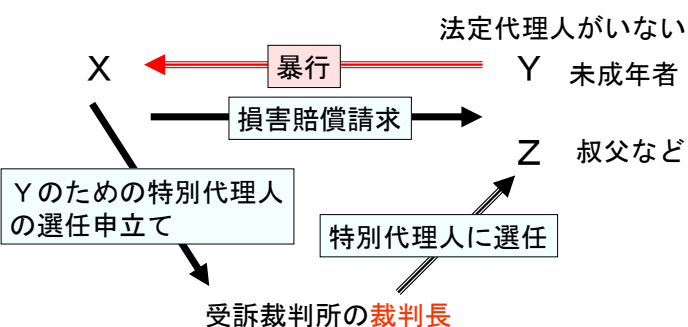 法定代理人がいない
X
暴行
Y
未成年者
損害賠償請求
Z
叔父など
Yのための特別代理人
の選任申立て
特別代理人に選任
受訴裁判所の裁判長